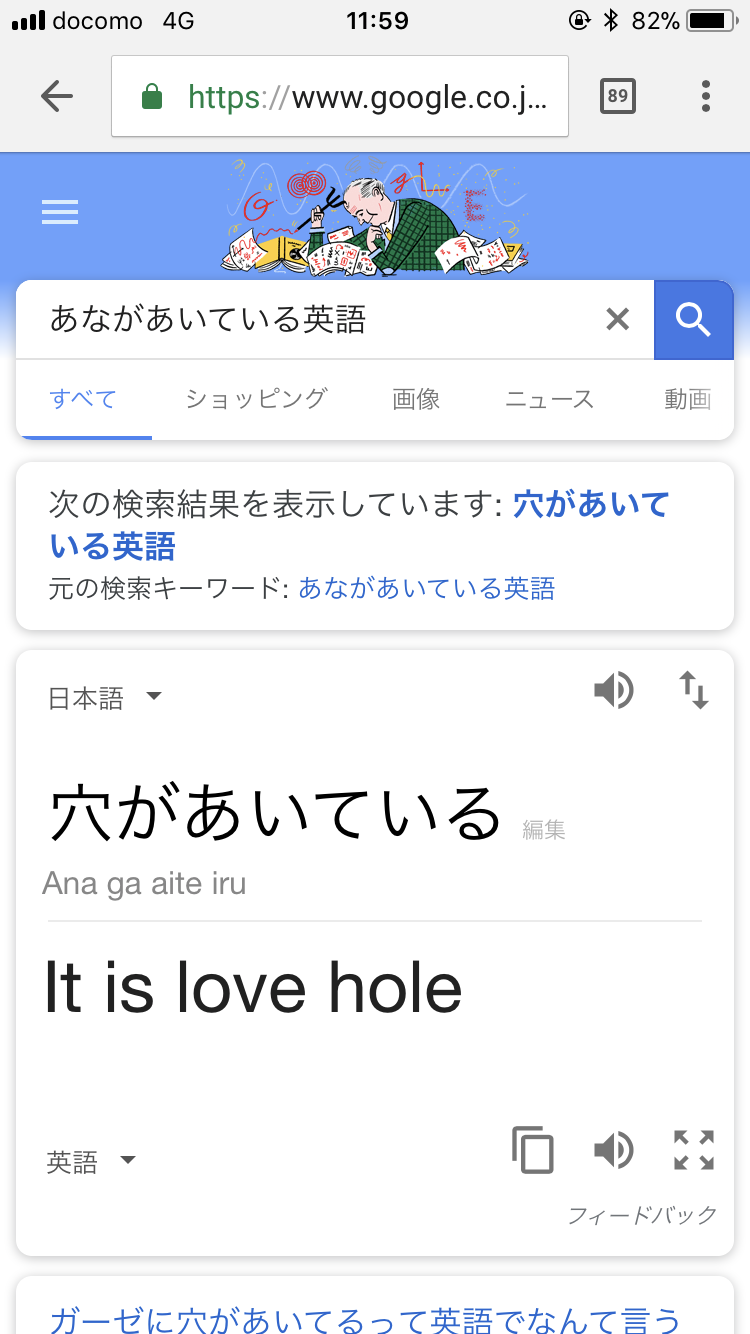 docomo 4G 11:59 82%
https://www.google.co.j... 89
GOOGLE
あながあいている英語
すべて ショッピング 画像 ニュース 動画
次の検索結果を表示しています: 穴があいて
いる英語
元の検索キーワード: あながあいている英語
日本語
穴があいている 編集
Ana ga aite iru
It is love hole
英語
フィードバック
ガーゼに穴があいてるって英語でなんて言う